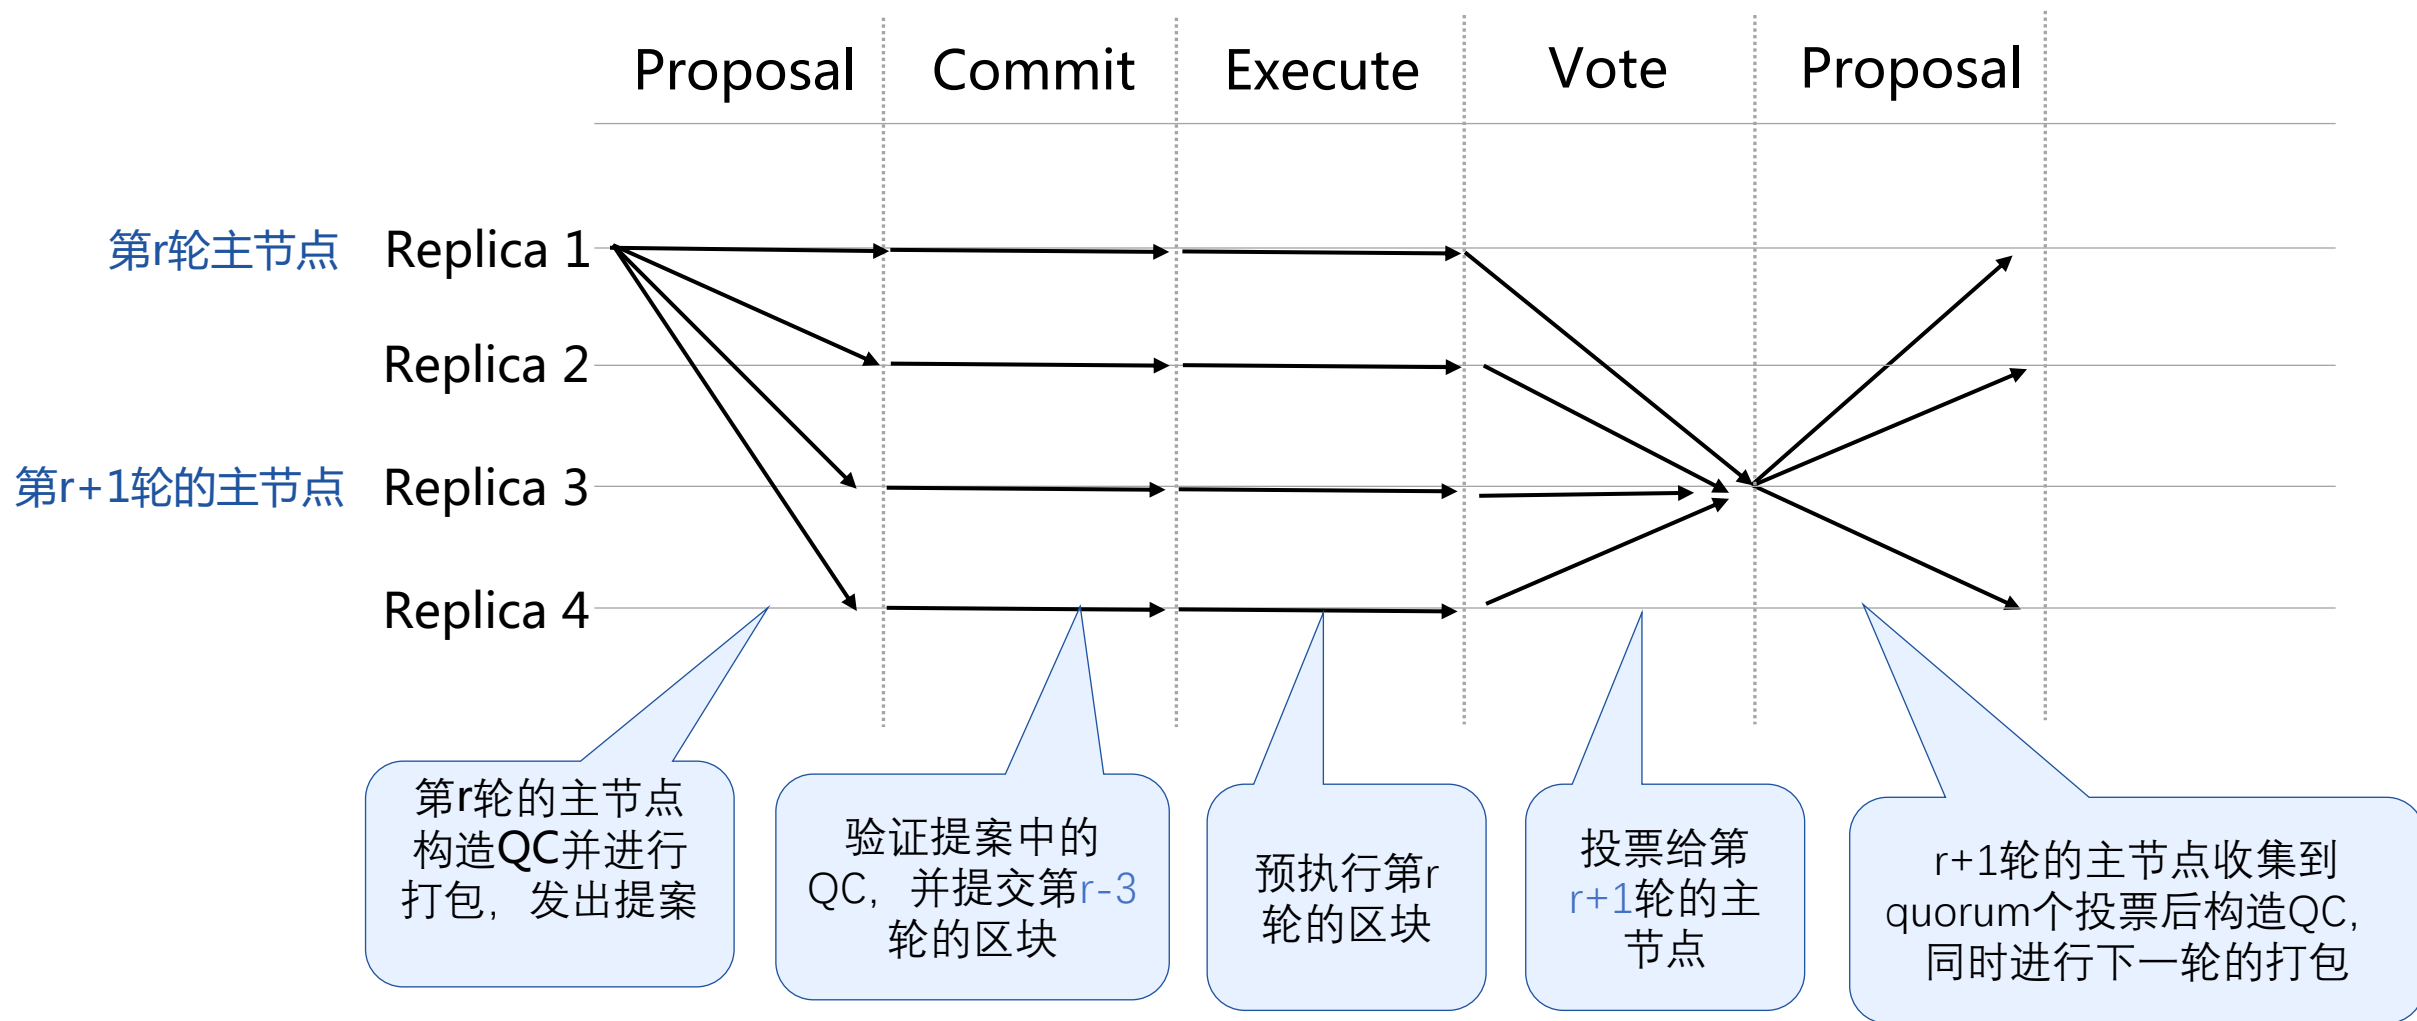 Proposal Commit Execute Vote Proposal
第r轮主节点 Replica 1
Replica 2
第r+1轮的主节点 Replica 3
Replica 4
第r轮的主节点
构造QC并进行
打包，发出提案
验证提案中的
QC，并提交第r-3
轮的区块
预执行第r
轮的区块
投票给第
r+1轮的主
节点
r+1轮的主节点收集到
quorum个投票后构造QC,
同时进行下一轮的打包